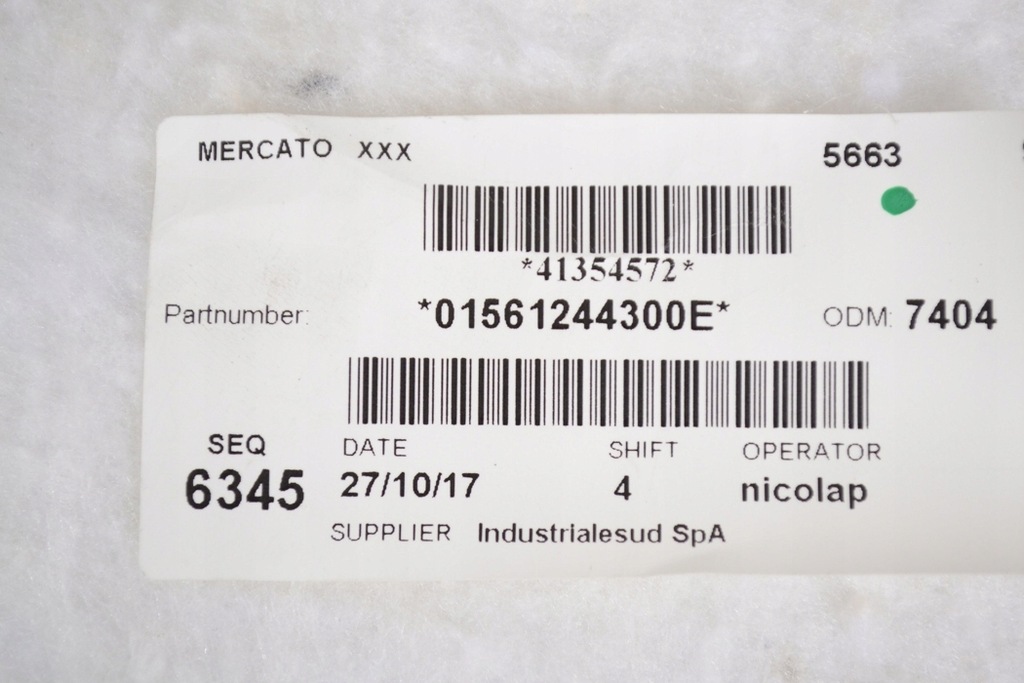 MERCATO XXX 5663
*41354572*
Partnumber: *01561244300E* ODM: 7404
SEQ DATE SHIFT OPERATOR
6345 27/10/17 4 nicolap
SUPPLIER Industrialesud SpA